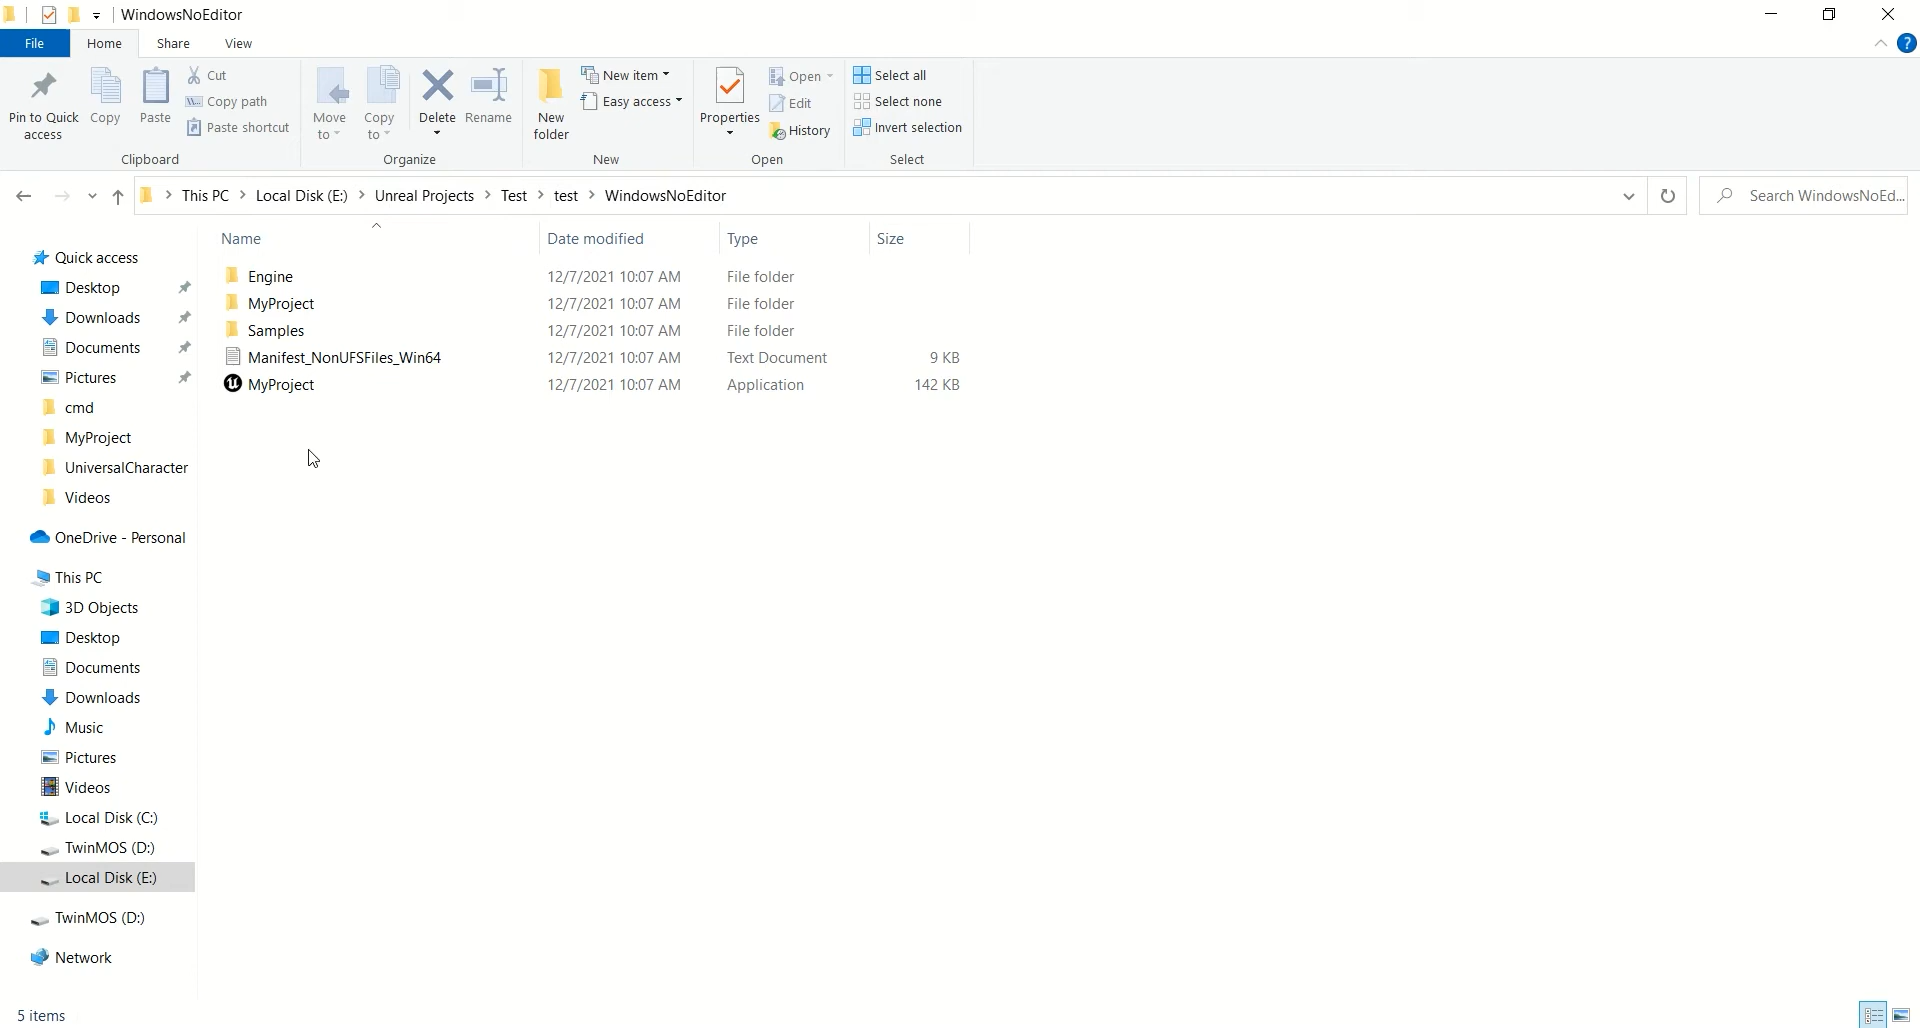 WindowsNoEditor
File Home Share View
Pin to Quick access
Copy
Paste
Cut
Copy path
Paste shortcut
Clipboard
Move to
Copy to
Delete
Rename
Organize
New folder
New item
Easy access
New
Properties
Open
Edit
History
Open
Select all
Select none
Invert selection
Select
This PC > Local Disk (E:) > Unreal Projects > Test > test > WindowsNoEditor
Search WindowsNoEd...
Name Date modified Type Size
Engine 12/7/2021 10:07 AM File folder
MyProject 12/7/2021 10:07 AM File folder
Samples 12/7/2021 10:07 AM File folder
Manifest_NonUFSFiles_Win64 12/7/2021 10:07 AM Text Document 9 KB
MyProject 12/7/2021 10:07 AM Application 142 KB
Quick access
Desktop
Downloads
Documents
Pictures
cmd
MyProject
UniversalCharacter
Videos
OneDrive - Personal
This PC
3D Objects
Desktop
Documents
Downloads
Music
Pictures
Videos
Local Disk (C:)
TwinMOS (D:)
Local Disk (E:)
TwinMOS (D:)
Network
5 items